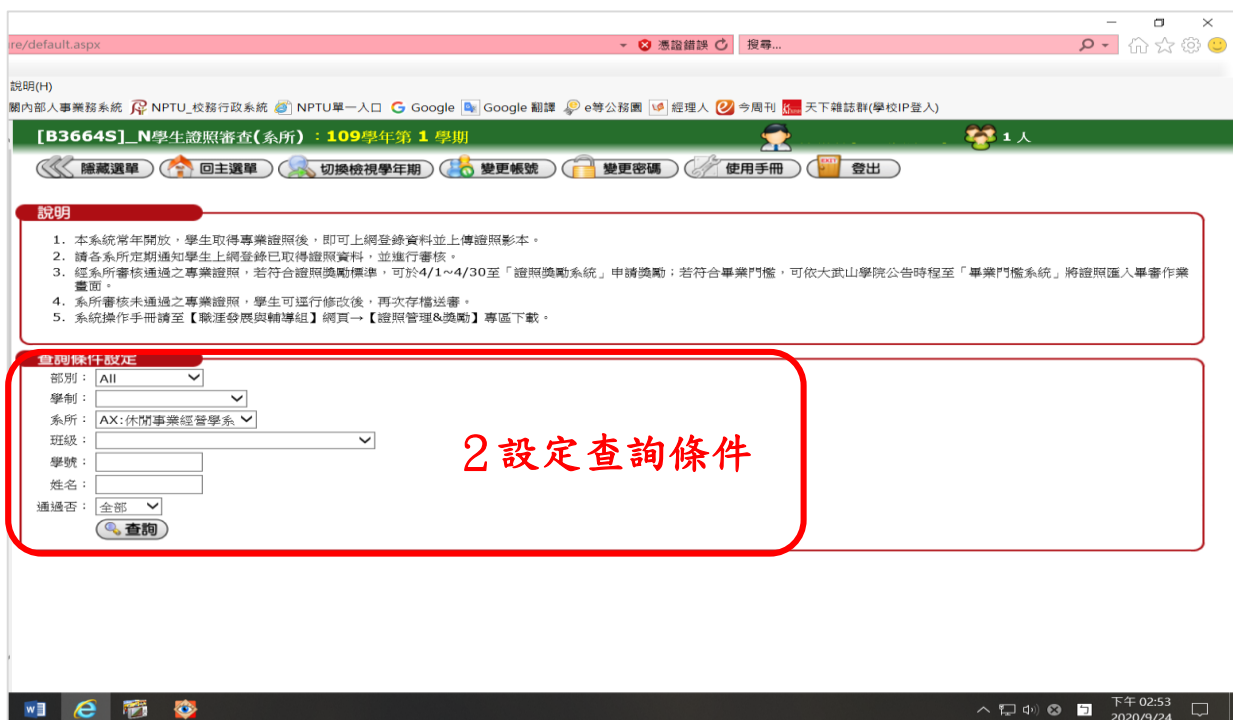 re/default.aspx
憑證錯誤
搜尋...
說明(H)
關內部人事業務系統 NPTU_校務行政系統 NPTU單一入口 Google Google 翻譯 e等公務園 經理人 今周刊 天下雜誌群(學校IP登入)
[B3664S]_N學生證照審查(系所)：109學年第 1 學期
1 人
隱藏選單 回主選單 切換檢視學年期 變更帳號 變更密碼 使用手冊 登出
說明
1. 本系統常年開放，學生取得專業證照後，即可上網登錄資料並上傳證照影本。
2. 請各系所定期通知學生上網登錄已取得證照資料，並進行審核。
3. 經系所審核通過之專業證照，若符合證照獎勵標準，可於4/1~4/30至「證照獎勵系統」申請獎勵；若符合畢業門檻，可依大武山學院公告時程至「畢業門檻系統」將證照匯入畢審作業
畫面。
4. 系所審核未通過之專業證照，學生可逕行修改後，再次存檔送審。
5. 系統操作手冊請至【職涯發展與輔導組】網頁→【證照管理&獎勵】專區下載。
查詢條件設定
部別：All
學制：
系所：AX:休閒事業經營學系
班級：
學號：
姓名：
通過否：全部
查詢
2設定查詢條件
下午 02:53
2020/9/24